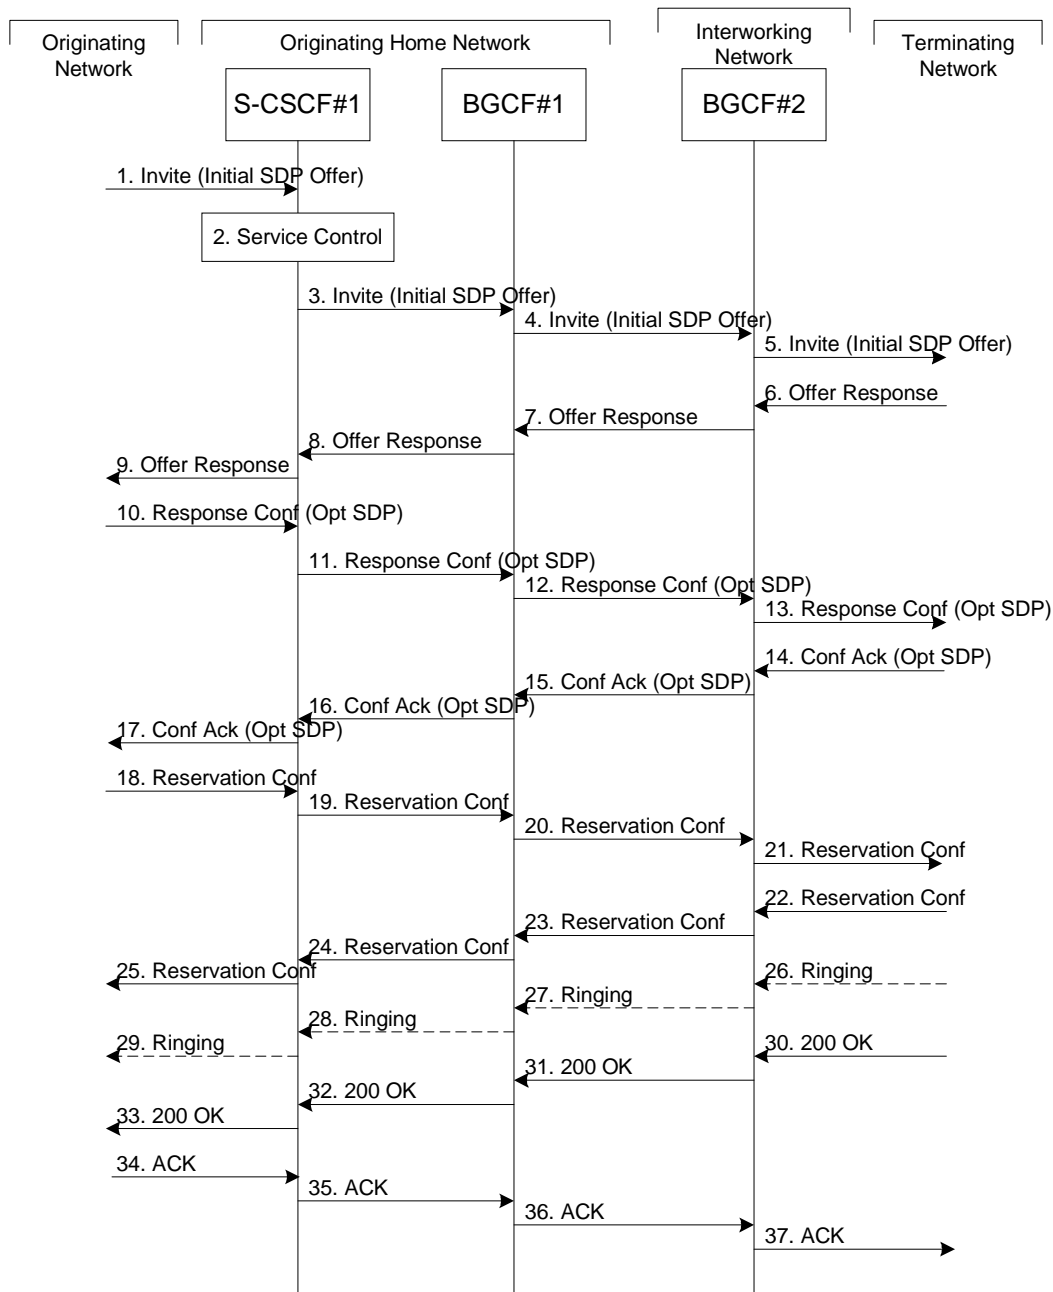 Originating
Network
Originating Home Network
Interworking
Network
Terminating
Network
S-CSCF#1
BGCF#1
BGCF#2
1. Invite (Initial SDP Offer)
2. Service Control
3. Invite (Initial SDP Offer)
4. Invite (Initial SDP Offer)
5. Invite (Initial SDP Offer)
6. Offer Response
7. Offer Response
8. Offer Response
9. Offer Response
10. Response Conf (Opt SDP)
11. Response Conf (Opt SDP)
12. Response Conf (Opt SDP)
13. Response Conf (Opt SDP)
14. Conf Ack (Opt SDP)
15. Conf Ack (Opt SDP)
16. Conf Ack (Opt SDP)
17. Conf Ack (Opt SDP)
18. Reservation Conf
19. Reservation Conf
20. Reservation Conf
21. Reservation Conf
22. Reservation Conf
23. Reservation Conf
24. Reservation Conf
25. Reservation Conf
26. Ringing
27. Ringing
28. Ringing
29. Ringing
30. 200 OK
31. 200 OK
32. 200 OK
33. 200 OK
34. ACK
35. ACK
36. ACK
37. ACK